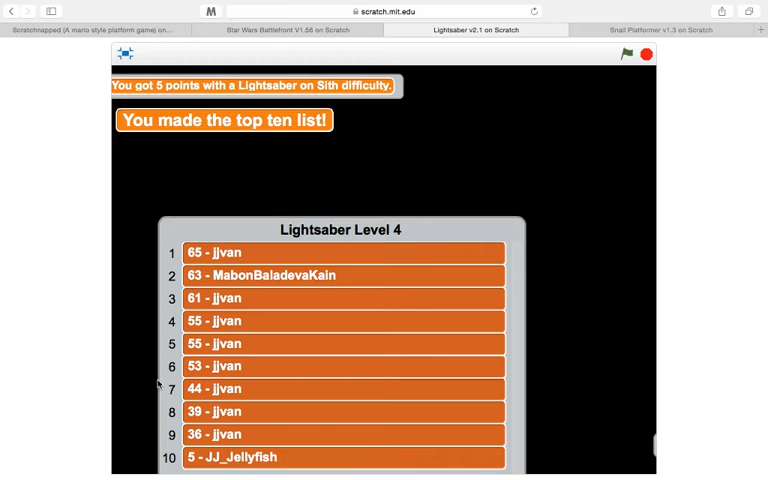 scratch.mit.edu
Scratchnapped (A mario style platform game) on...
Star Wars Battlefront V1.56 on Scratch
Lightsaber v2.1 on Scratch
Snail Platformer v1.3 on Scratch
You got 5 points with a Lightsaber on Sith difficulty.
You made the top ten list!
Lightsaber Level 4
1 65 - jjvan
2 63 - MabonBaladevaKain
3 61 - jjvan
4 55 - jjvan
5 55 - jjvan
6 53 - jjvan
7 44 - jjvan
8 39 - jjvan
9 36 - jjvan
10 5 - JJ_Jellyfish